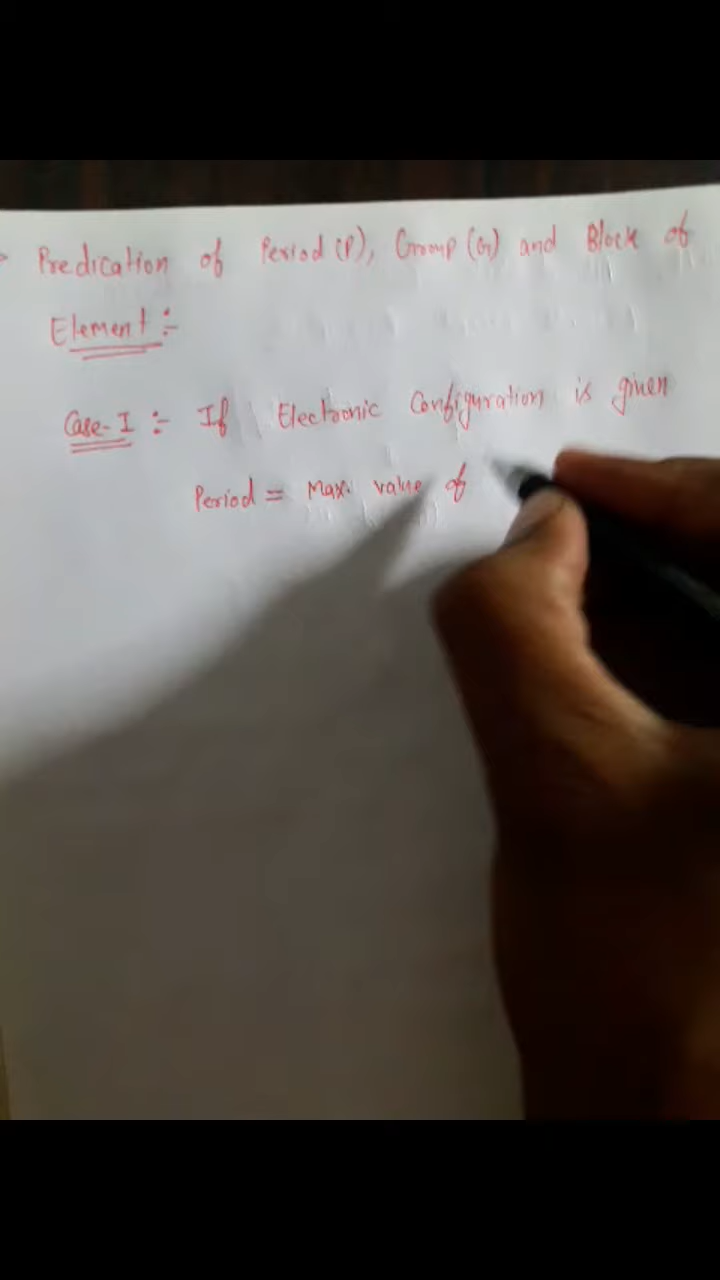 Predication of Period (P), Group (G) and Block of
Element :-
Case-I :- If Electronic Configuration is given
Period = Max. value of